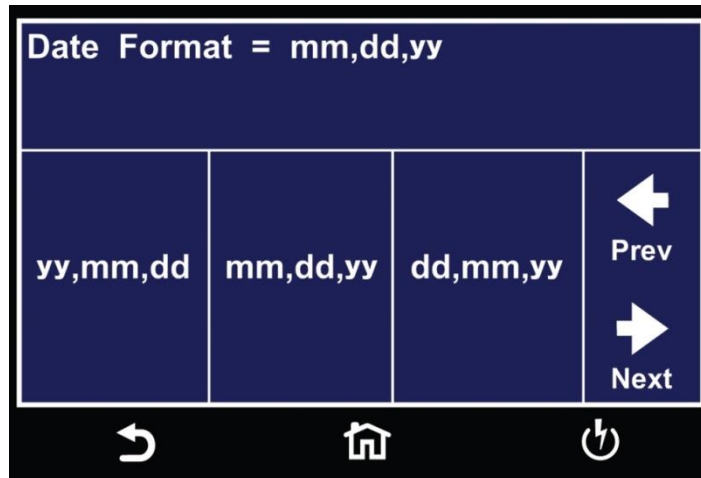 Date Format = mm,dd,yy
yy,mm,dd
mm,dd,yy
dd,mm,yy
Prev
Next